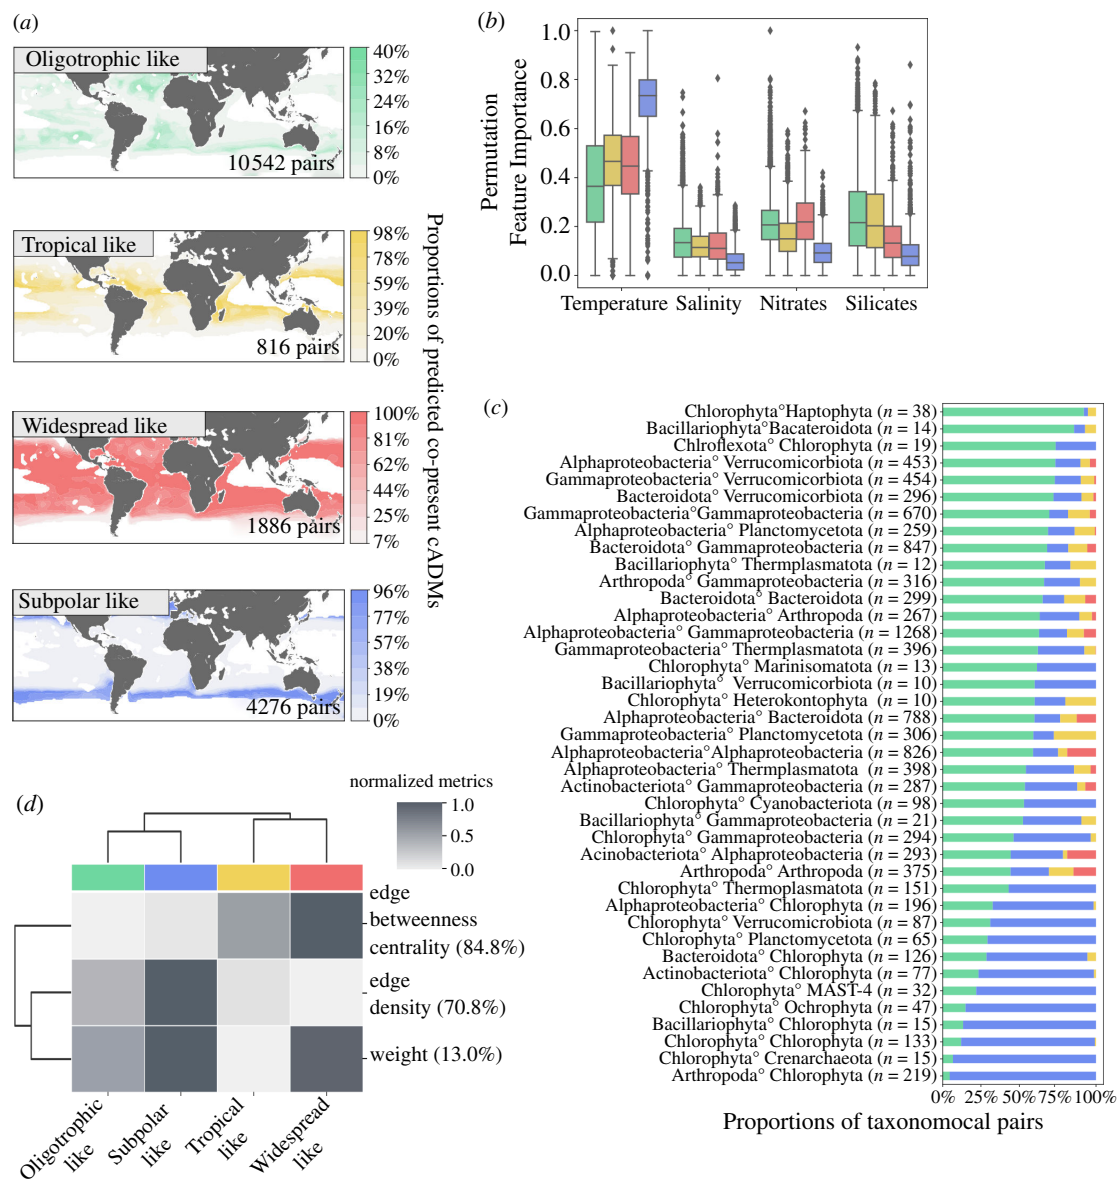 (a)
Oligotrophic like
10542 pairs
40%
32%
24%
16%
8%
0%
Tropical like
816 pairs
98%
78%
59%
39%
20%
0%
Widespread like
1886 pairs
100%
81%
62%
44%
25%
7%
Subpolar like
4276 pairs
96%
77%
57%
38%
19%
0%
Proportions of predicted co-present cADMs
(b)
Permutation
Feature Importance
1.0
0.8
0.6
0.4
0.2
0.0
Temperature
Salinity
Nitrates
Silicates
(c)
Chlorophyta°Haptophyta (n = 38)
Bacillariophyta°Bacateroidota (n = 14)
Chlroflexota° Chlorophyta (n = 19)
Alphaproteobacteria° Verrucomicorbiota (n = 453)
Gammaproteobacteria° Verrucomicorbiota (n = 454)
Bacteroidota° Verrucomicorbiota (n = 296)
Gammaproteobacteria°Gammaproteobacteria (n = 670)
Alphaproteobacteria° Planctomycetota (n = 259)
Bacteroidota° Gammaproteobacteria (n = 847)
Bacillariophyta° Thermplasmatota (n = 12)
Arthropoda° Gammaproteobacteria (n = 316)
Bacteroidota° Bacteroidota (n = 299)
Alphaproteobacteria° Arthropoda (n = 267)
Alphaproteobacteria° Gammaproteobacteria (n = 1268)
Gammaproteobacteria° Thermplasmatota (n = 396)
Chlorophyta° Marinisomatota (n = 13)
Bacillariophyta° Verrucomicorbiota (n = 10)
Chlorophyta° Heterokontophyta (n = 10)
Alphaproteobacteria° Bacteroidota (n = 788)
Gammaproteobacteria° Planctomycetota (n = 306)
Alphaproteobacteria°Alphaproteobacteria (n = 826)
Alphaproteobacteria° Thermplasmatota (n = 398)
Actinobacteriota° Gammaproteobacteria (n = 287)
Chlorophyta° Cyanobacteriota (n = 98)
Bacillariophyta° Gammaproteobacteria (n = 21)
Chlorophyta° Gammaproteobacteria (n = 294)
Acinobacteriota° Alphaproteobacteria (n = 293)
Arthropoda° Arthropoda (n = 375)
Chlorophyta° Thermoplasmatota (n = 151)
Alphaproteobacteria° Chlorophyta (n = 196)
Chlorophyta° Verrucomicrobiota (n = 87)
Chlorophyta° Planctomycetota (n = 65)
Bacteroidota° Chlorophyta (n = 126)
Actinobacteriota° Chlorophyta (n = 77)
Chlorophyta° MAST-4 (n = 32)
Chlorophyta° Ochrophyta (n = 47)
Bacillariophyta° Chlorophyta (n = 15)
Chlorophyta° Chlorophyta (n = 133)
Chlorophyta° Crenarchaeota (n = 15)
Arthropoda° Chlorophyta (n = 219)
0%
25%
50%
75%
100%
Proportions of taxonomocal pairs
(d)
normalized metrics
1.0
0.5
0.0
edge
betweenness
centrality (84.8%)
edge
density (70.8%)
weight (13.0%)
Oligotrophic
like
Subpolar
like
Tropical
like
Widespread
like